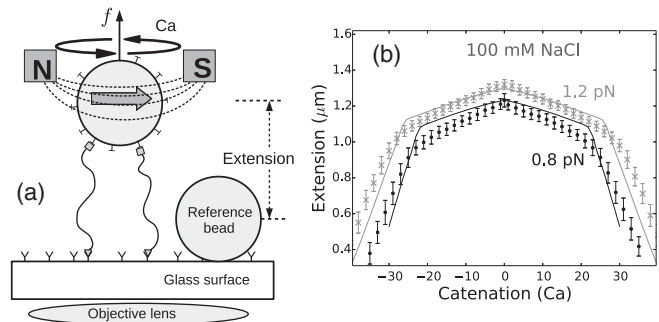 f
Ca
N
S
Extension
(a)
Reference
bead
Glass surface
Objective lens
(b)
100 mM NaCl
1.2 pN
0.8 pN
Extension (μm)
1.6
1.4
1.2
1.0
0.8
0.6
0.4
−30 −20 −10 0 10 20 30
Catenation (Ca)